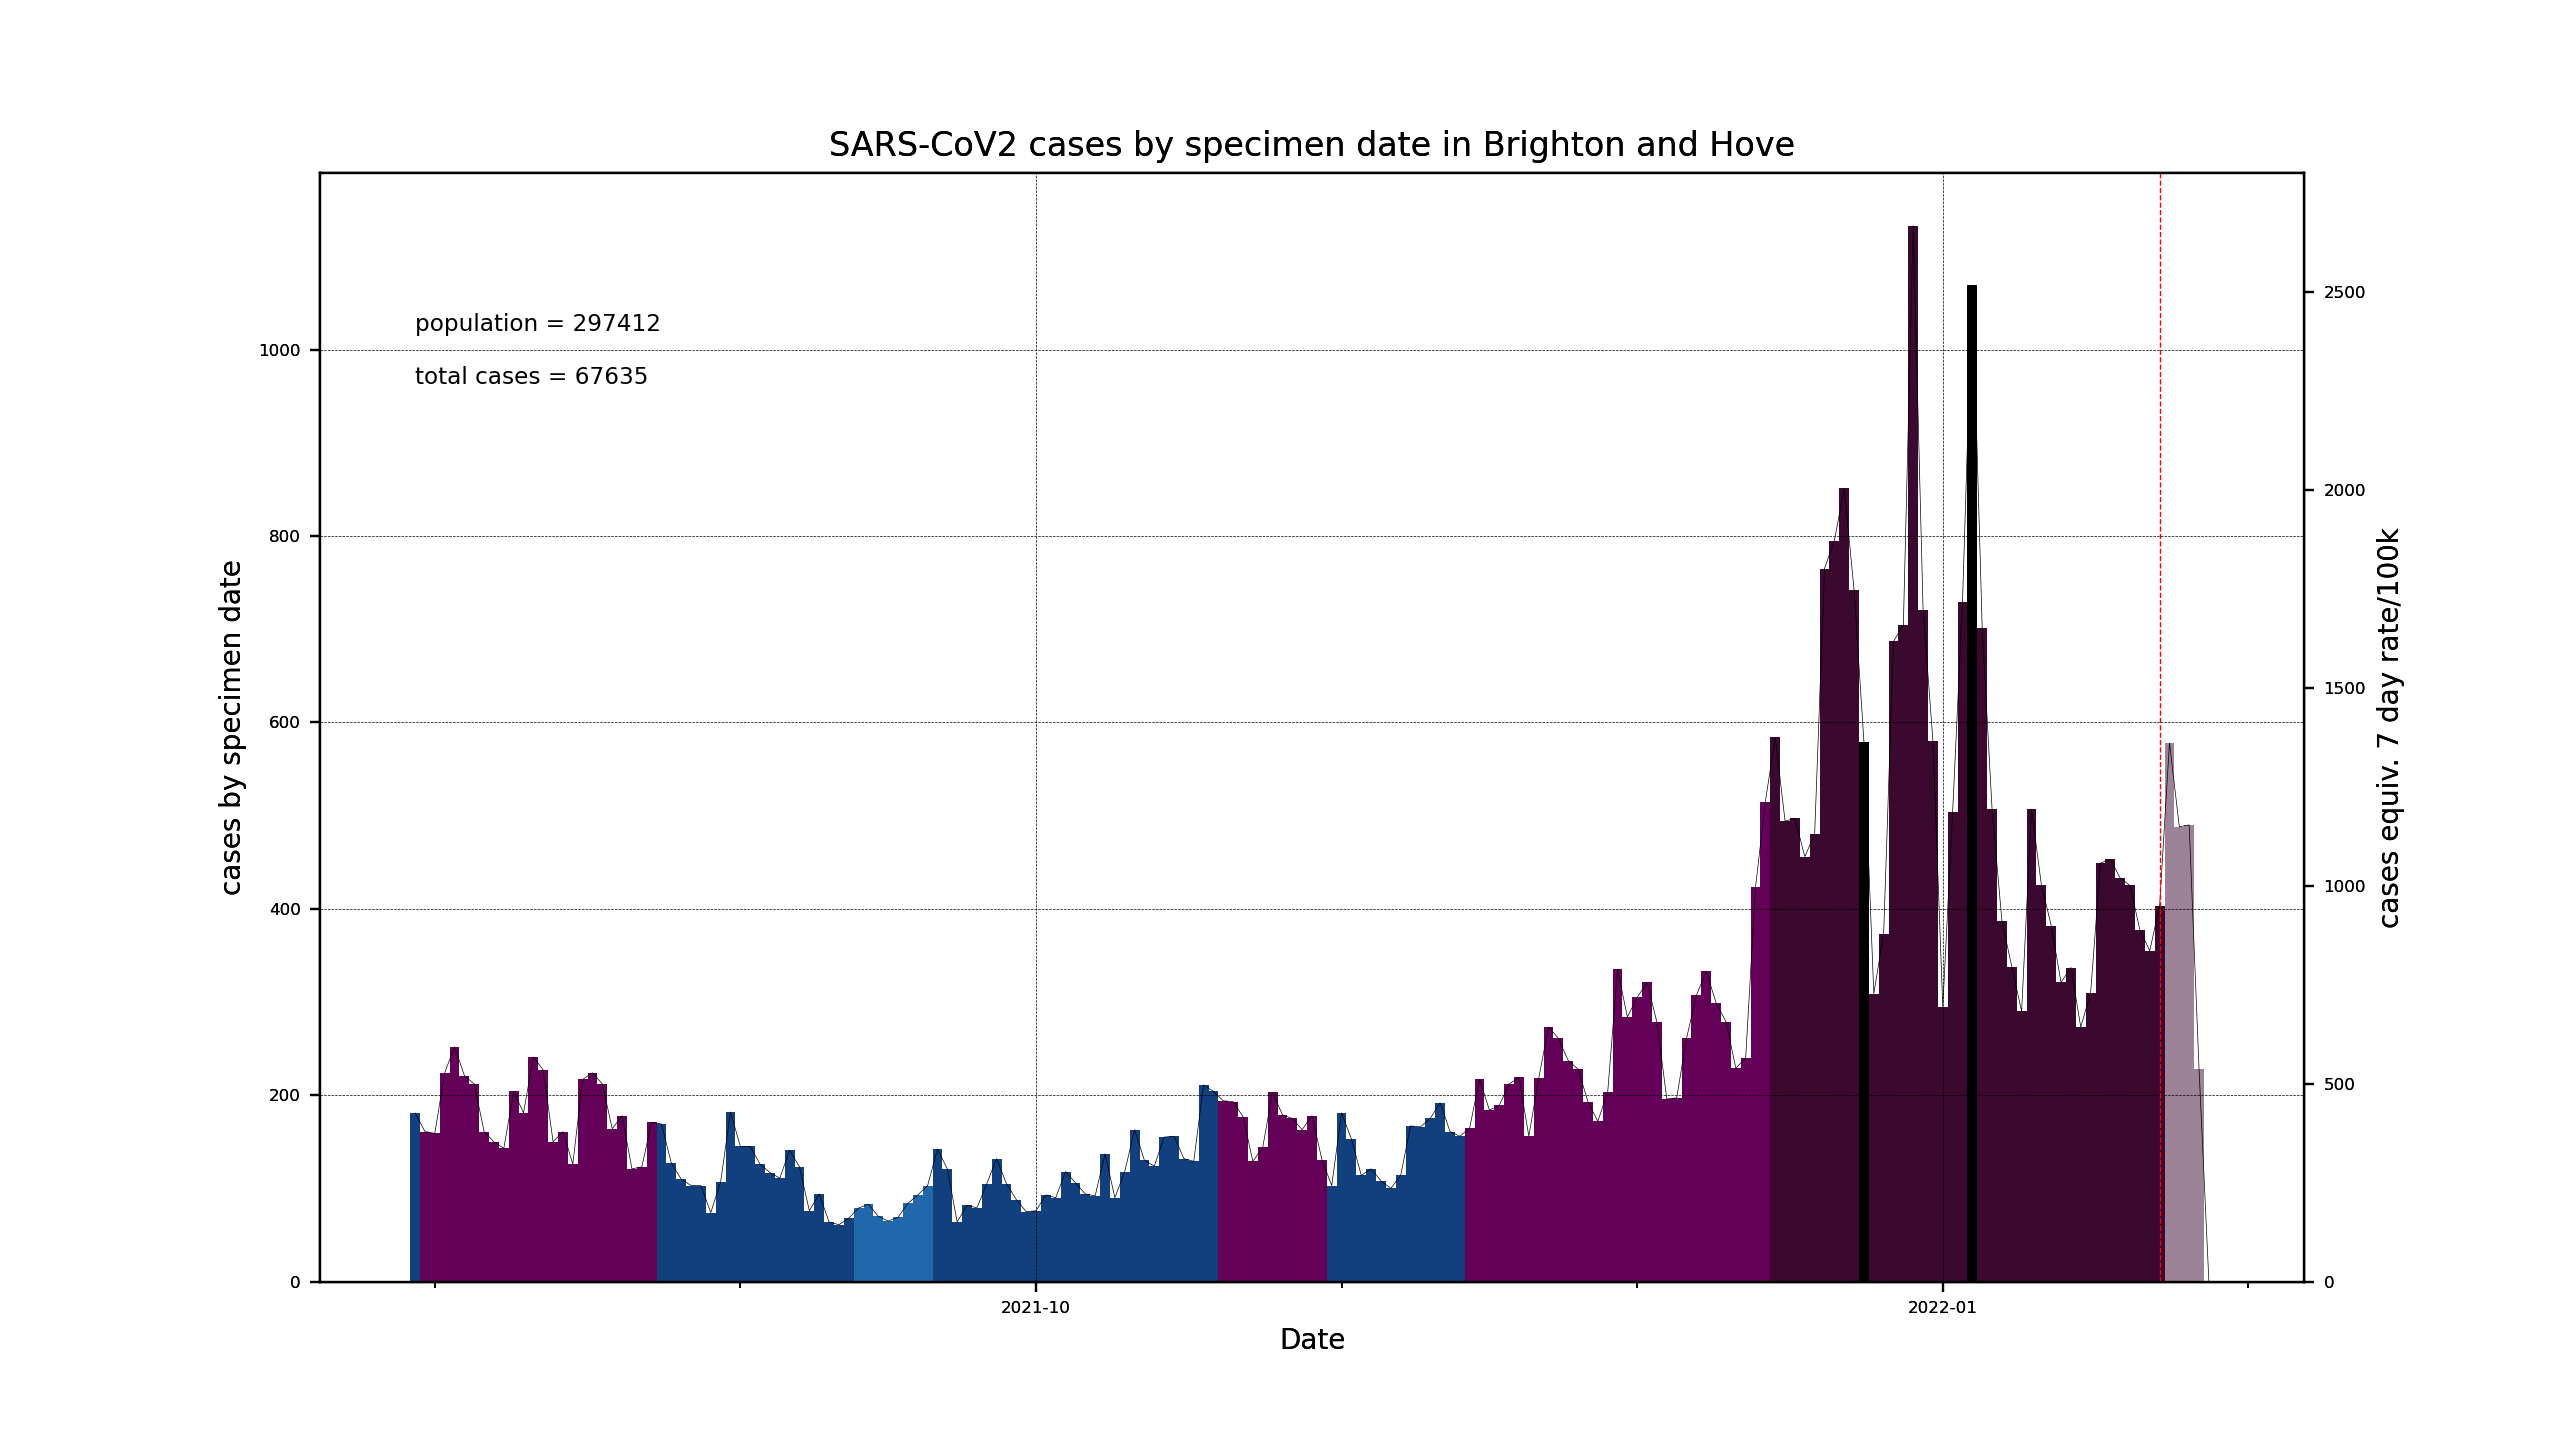 SARS-CoV2 cases by specimen date in Brighton and Hove
population = 297412
total cases = 67635
cases by specimen date
1000
800
600
400
200
0
2500
2000
1500
1000
500
0
cases equiv. 7 day rate/100k
2021-10
2022-01
Date